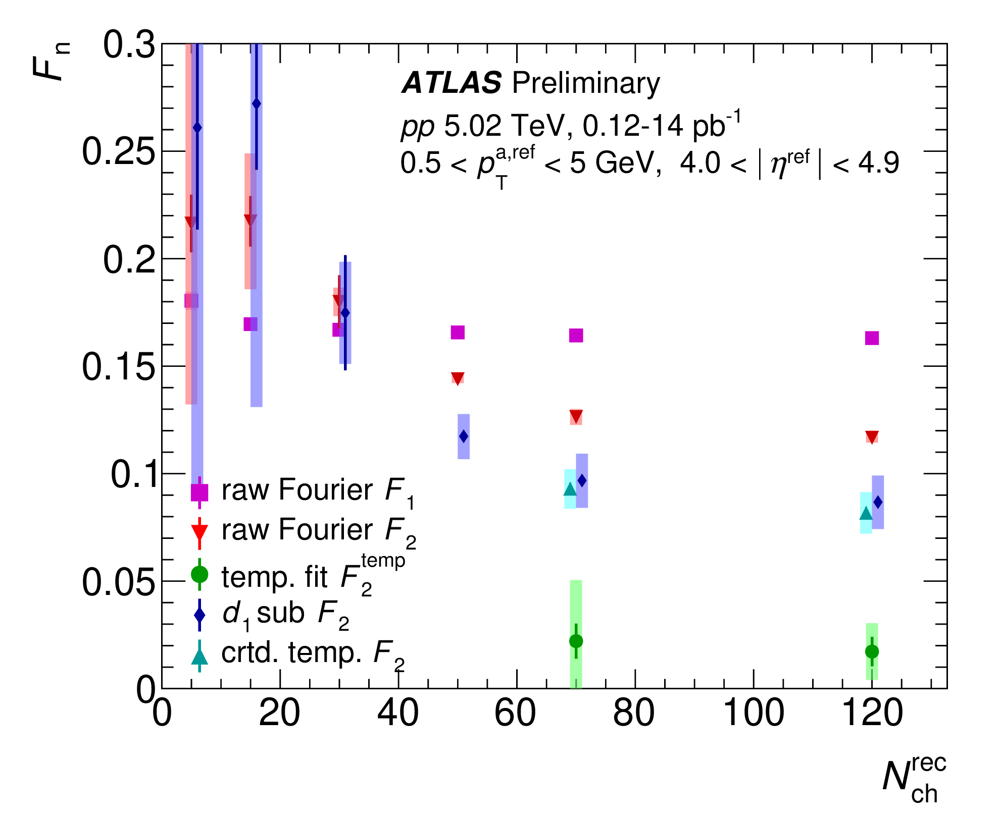 F_n
0.3
0.25
0.2
0.15
0.1
0.05
0
ATLAS Preliminary
pp 5.02 TeV, 0.12-14 pb^-1
0.5 < p_T^a,ref < 5 GeV, 4.0 < | η^ref | < 4.9
raw Fourier F_1
raw Fourier F_2
temp. fit F_2^temp
d_1 sub F_2
crtd. temp. F_2
0 20 40 60 80 100 120
N_ch^rec